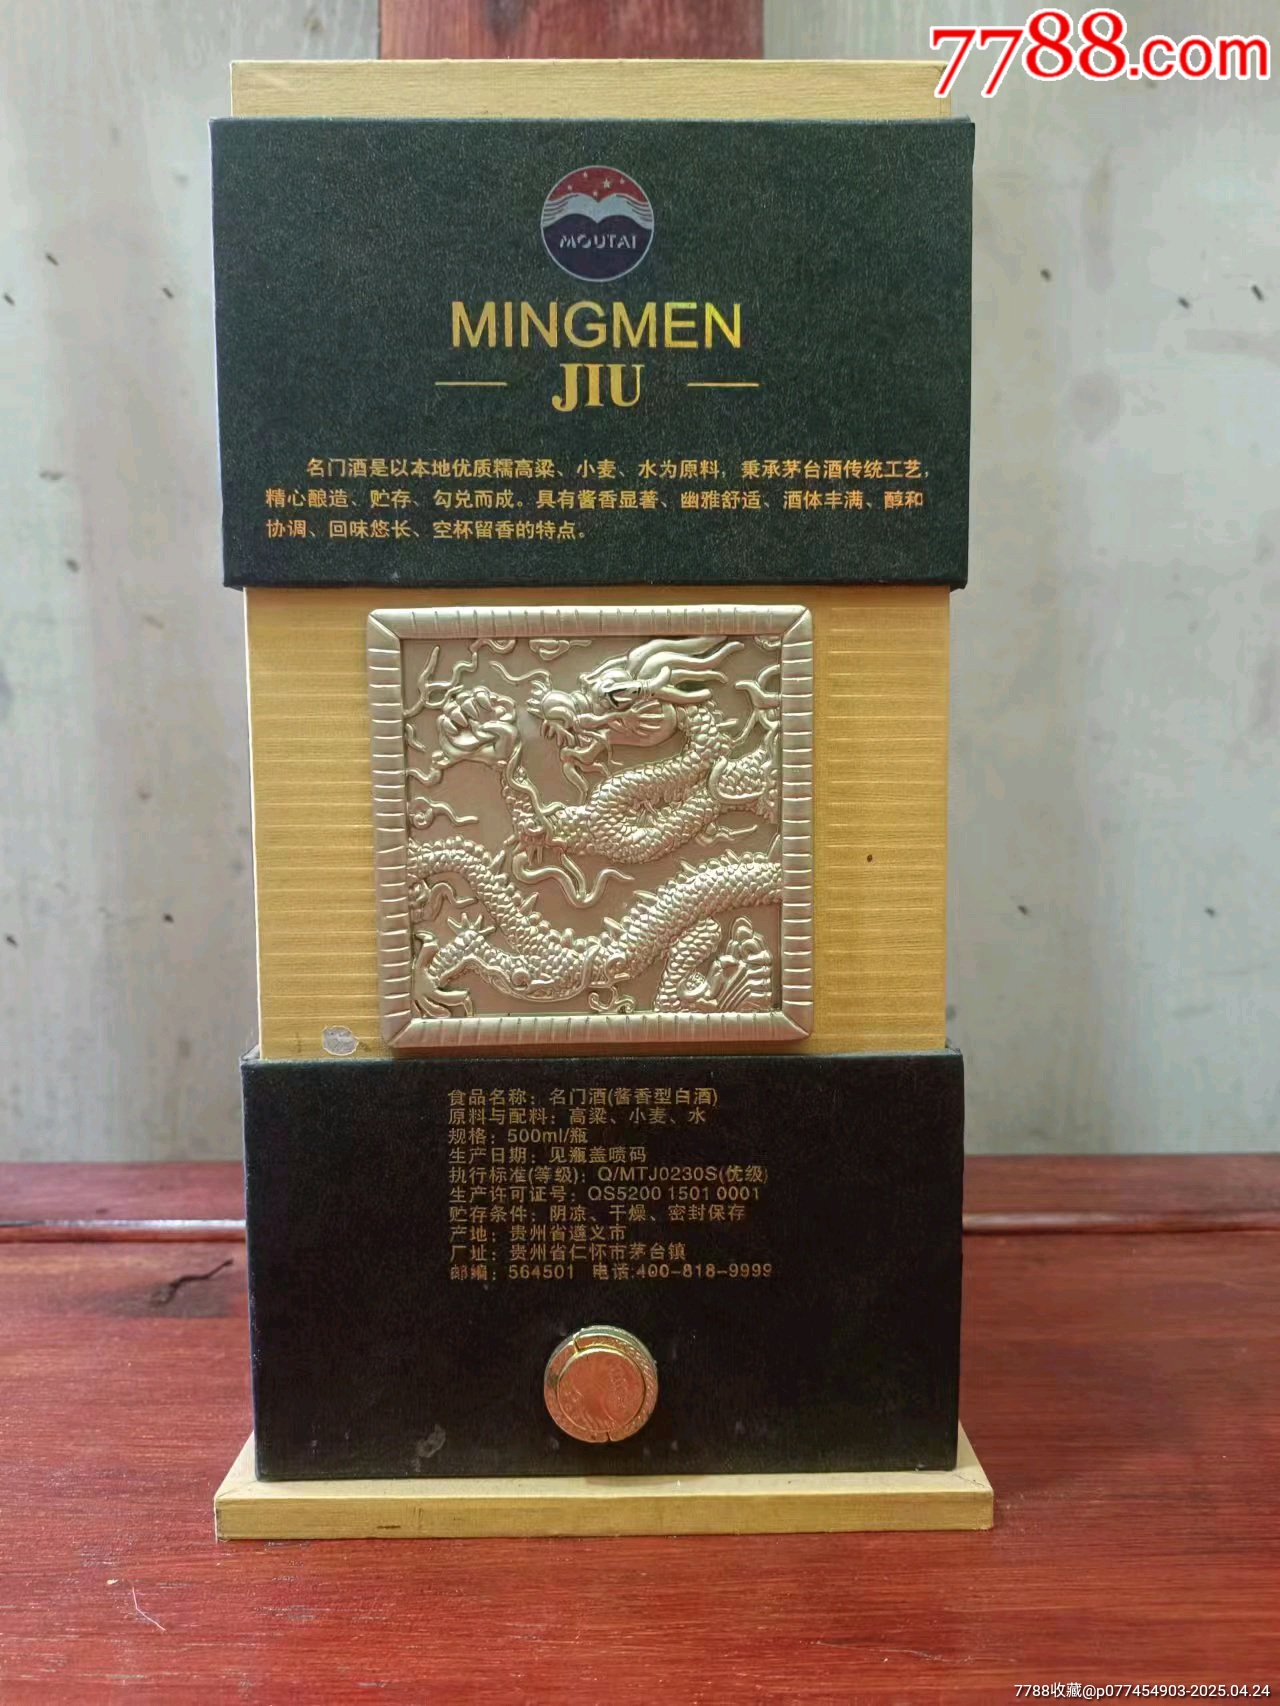 7788.com
MOUTAI
MINGMEN
JIU
名门酒是以本地优质糯高粱、小麦、水为原料，秉承茅台酒传统工艺，
精心酿造、贮存、勾兑而成。具有酱香显著、幽雅舒适、酒体丰满、醇和
协调、回味悠长、空杯留香的特点。
食品名称：名门酒(酱香型白酒)
原料与配料：高粱、小麦、水
规格：500ml/瓶
生产日期：见瓶盖喷码
执行标准(等级)：Q/MTJ0230S(优级)
生产许可证号：QS5200 1501 0001
贮存条件：阴凉、干燥、密封保存
产地：贵州省遵义市
厂址：贵州省仁怀市茅台镇
邮编：564501 电话:400-818-9999
7788收藏@p077454903-2025.04.24